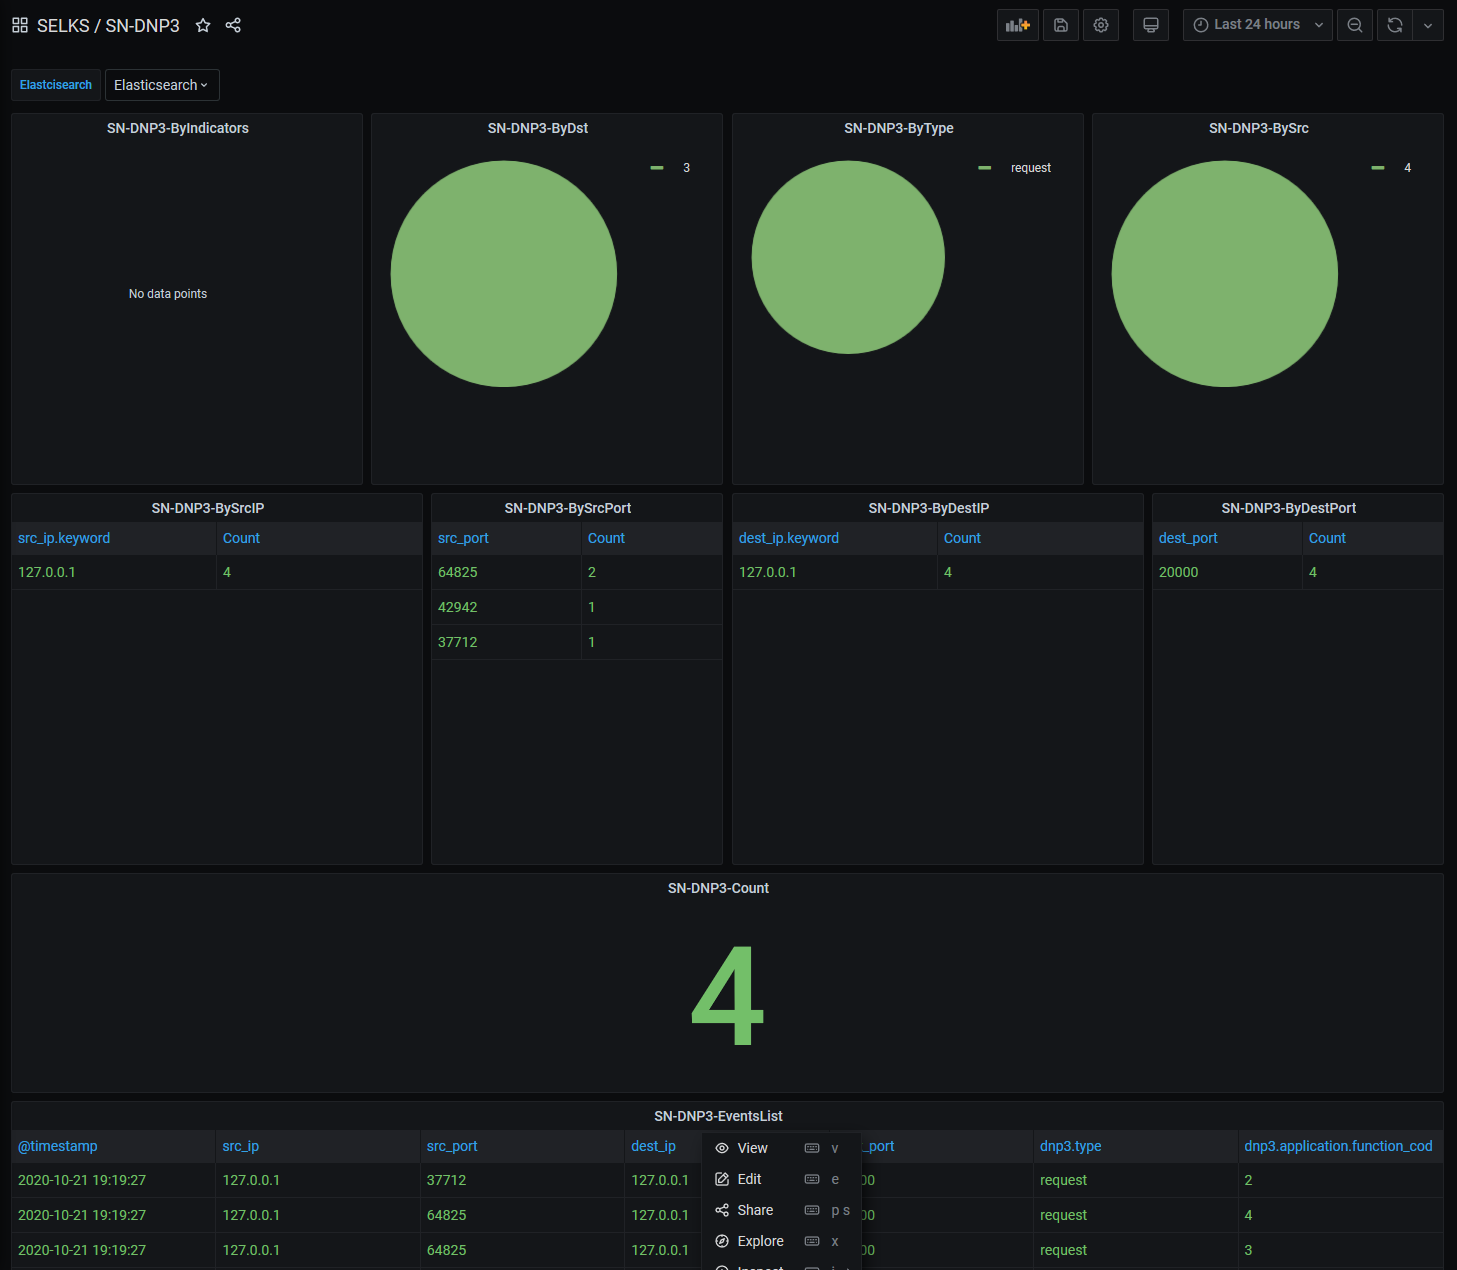 SELKS / SN-DNP3
Last 24 hours
Elastcisearch Elasticsearch
SN-DNP3-ByIndicators
No data points
SN-DNP3-ByDst
3
SN-DNP3-ByType
request
SN-DNP3-BySrc
4
SN-DNP3-BySrcIP
src_ip.keyword Count
127.0.0.1 4
SN-DNP3-BySrcPort
src_port Count
64825 2
42942 1
37712 1
SN-DNP3-ByDestIP
dest_ip.keyword Count
127.0.0.1 4
SN-DNP3-ByDestPort
dest_port Count
20000 4
SN-DNP3-Count
4
SN-DNP3-EventsList
@timestamp src_ip src_port dest_ip _port dnp3.type dnp3.application.function_cod
2020-10-21 19:19:27 127.0.0.1 37712 127.0.0.1 00 request 2
2020-10-21 19:19:27 127.0.0.1 64825 127.0.0.1 00 request 4
2020-10-21 19:19:27 127.0.0.1 64825 127.0.0.1 00 request 3
View v
Edit e
Share p s
Explore x